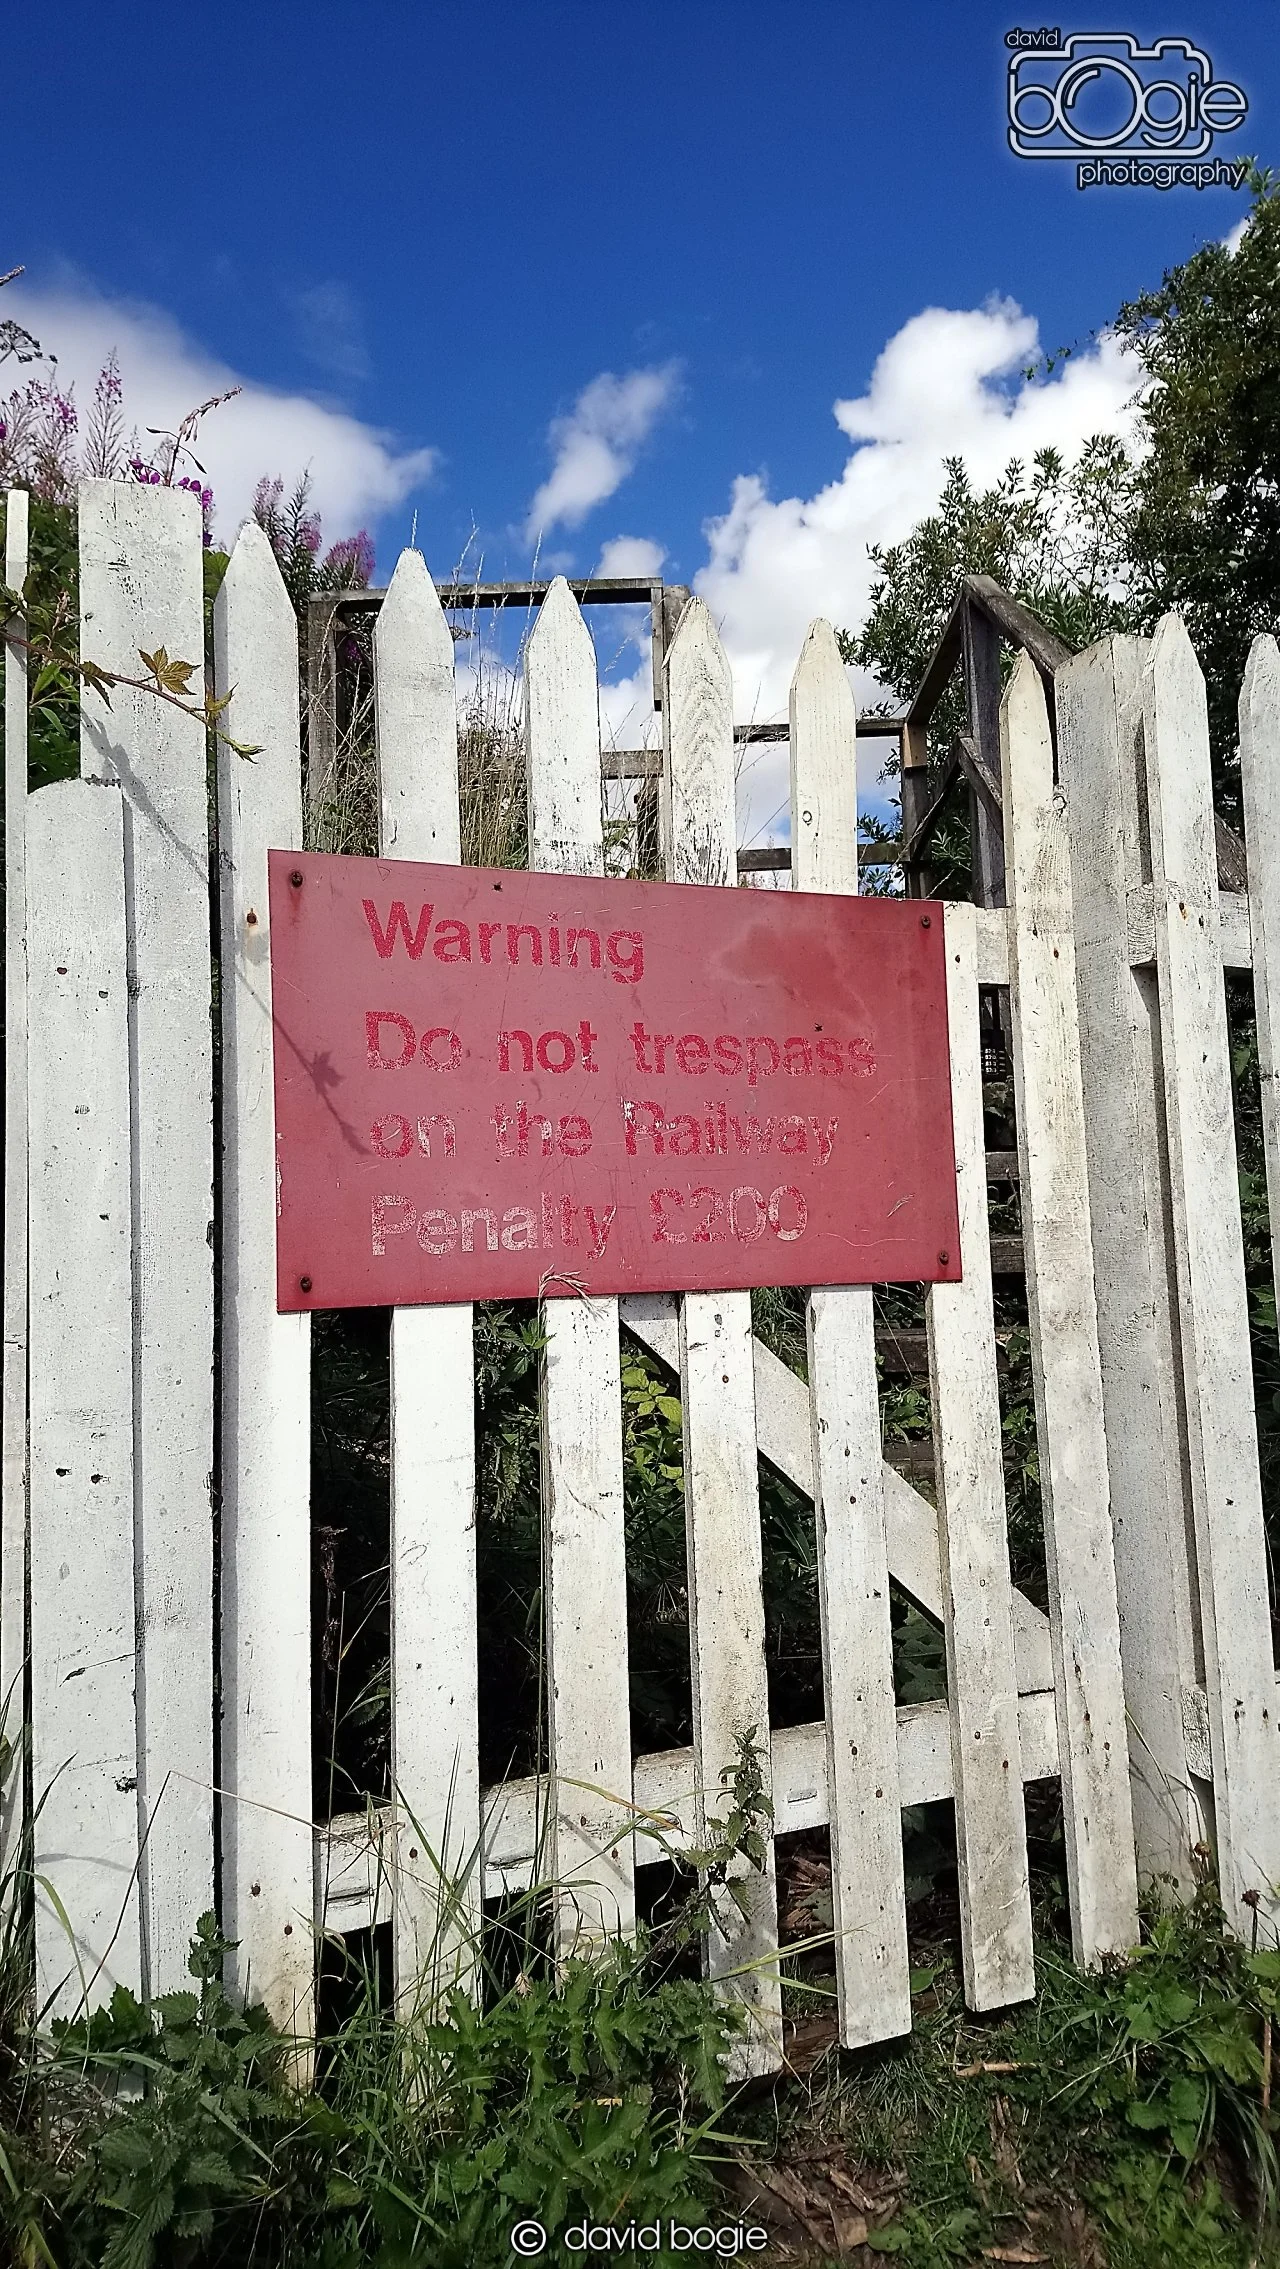 david
bogie
photography
Warning
Do not trespass
on the Railway
Penalty £200
© david bogie